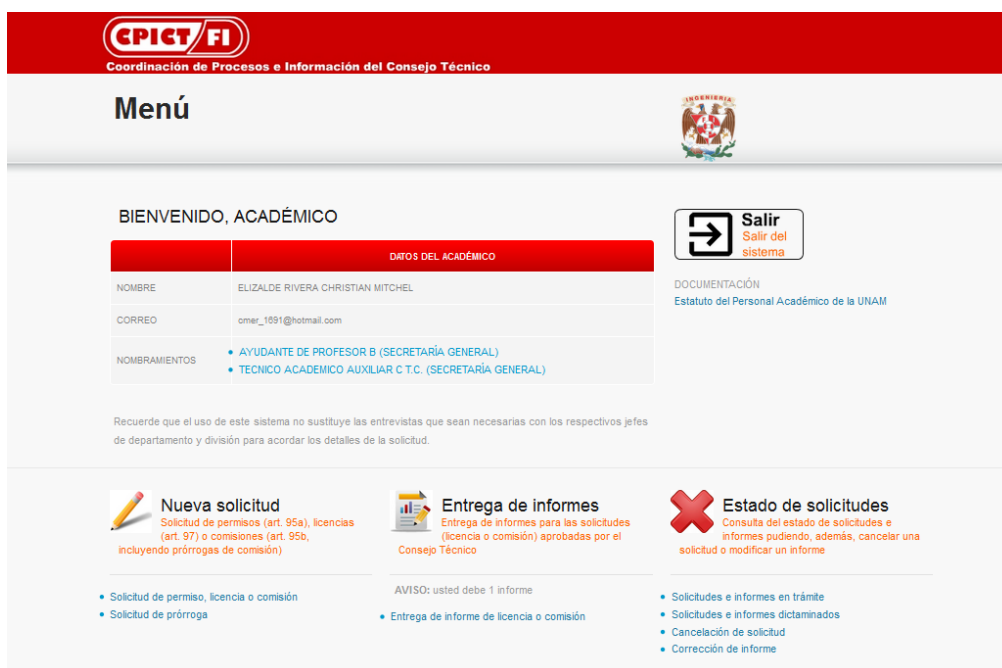 CPICT/FI
Coordinación de Procesos e Información del Consejo Técnico
Menú
INGENIERIA
BIENVENIDO, ACADÉMICO
DATOS DEL ACADÉMICO
NOMBRE ELIZALDE RIVERA CHRISTIAN MITCHEL
CORREO omer_1691@hotmail.com
NOMBRAMIENTOS
AYUDANTE DE PROFESOR B (SECRETARÍA GENERAL)
TECNICO ACADEMICO AUXILIAR C T.C. (SECRETARÍA GENERAL)
Salir
Salir del
sistema
DOCUMENTACIÓN
Estatuto del Personal Académico de la UNAM
Recuerde que el uso de este sistema no sustituye las entrevistas que sean necesarias con los respectivos jefes
de departamento y división para acordar los detalles de la solicitud.
Nueva
solicitud
Solicitud de permisos (art. 95a), licencias
(art. 97) o comisiones (art. 95b,
incluyendo prórrogas de comisión)
Solicitud de permiso, licencia o comisión
Solicitud de prórroga
Entrega de informes
Entrega de informes para las solicitudes
(licencia o comisión) aprobadas por el
Consejo Técnico
AVISO: usted debe 1 informe
Entrega de informe de licencia o comisión
Estado de solicitudes
Consulta del estado de solicitudes e
informes pudiendo, además, cancelar una
solicitud o modificar un informe
Solicitudes e informes en trámite
Solicitudes e informes dictaminados
Cancelación de solicitud
Corrección de informe